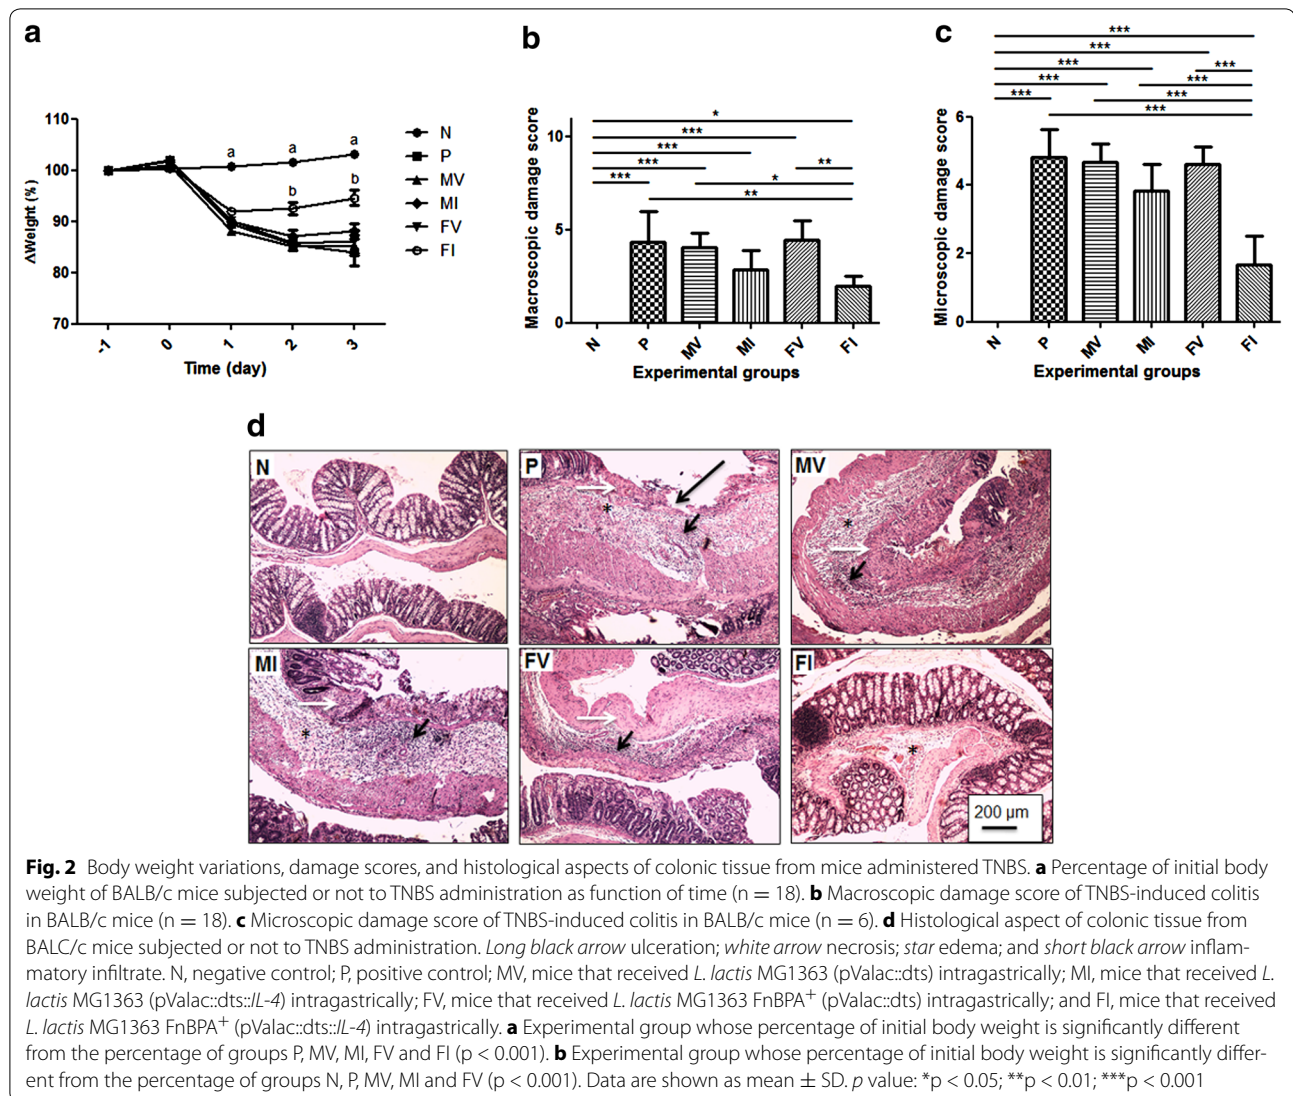 a
110
100
90
80
70
ΔWeight (%)
-1
0
1
2
3
Time (day)
a
a
a
b
b
N
P
MV
MI
FV
FI
b
*
***
***
***
**
***
*
**
10
5
0
Macroscopic damage score
N
P
MV
MI
FV
FI
Experimental groups
c
***
***
***
***
***
***
***
***
***
6
4
2
0
Microscopic damage score
N
P
MV
MI
FV
FI
Experimental groups
d
N
P
*
MV
*
MI
*
FV
FI
*
200 µm
Fig. 2 Body weight variations, damage scores, and histological aspects of colonic tissue from mice administered TNBS. a Percentage of initial body
weight of BALB/c mice subjected or not to TNBS administration as function of time (n = 18). b Macroscopic damage score of TNBS-induced colitis
in BALB/c mice (n = 18). c Microscopic damage score of TNBS-induced colitis in BALB/c mice (n = 6). d Histological aspect of colonic tissue from
BALC/c mice subjected or not to TNBS administration. Long black arrow ulceration; white arrow necrosis; star edema; and short black arrow inflam-
matory infiltrate. N, negative control; P, positive control; MV, mice that received L. lactis MG1363 (pValac::dts) intragastrically; MI, mice that received L.
lactis MG1363 (pValac::dts::IL-4) intragastrically; FV, mice that received L. lactis MG1363 FnBPA+ (pValac::dts) intragastrically; and FI, mice that received
L. lactis MG1363 FnBPA+ (pValac::dts::IL-4) intragastrically. a Experimental group whose percentage of initial body weight is significantly different
from the percentage of groups P, MV, MI, FV and FI (p < 0.001). b Experimental group whose percentage of initial body weight is significantly differ-
ent from the percentage of groups N, P, MV, MI and FV (p < 0.001). Data are shown as mean ± SD. p value: *p < 0.05; **p < 0.01; ***p < 0.001